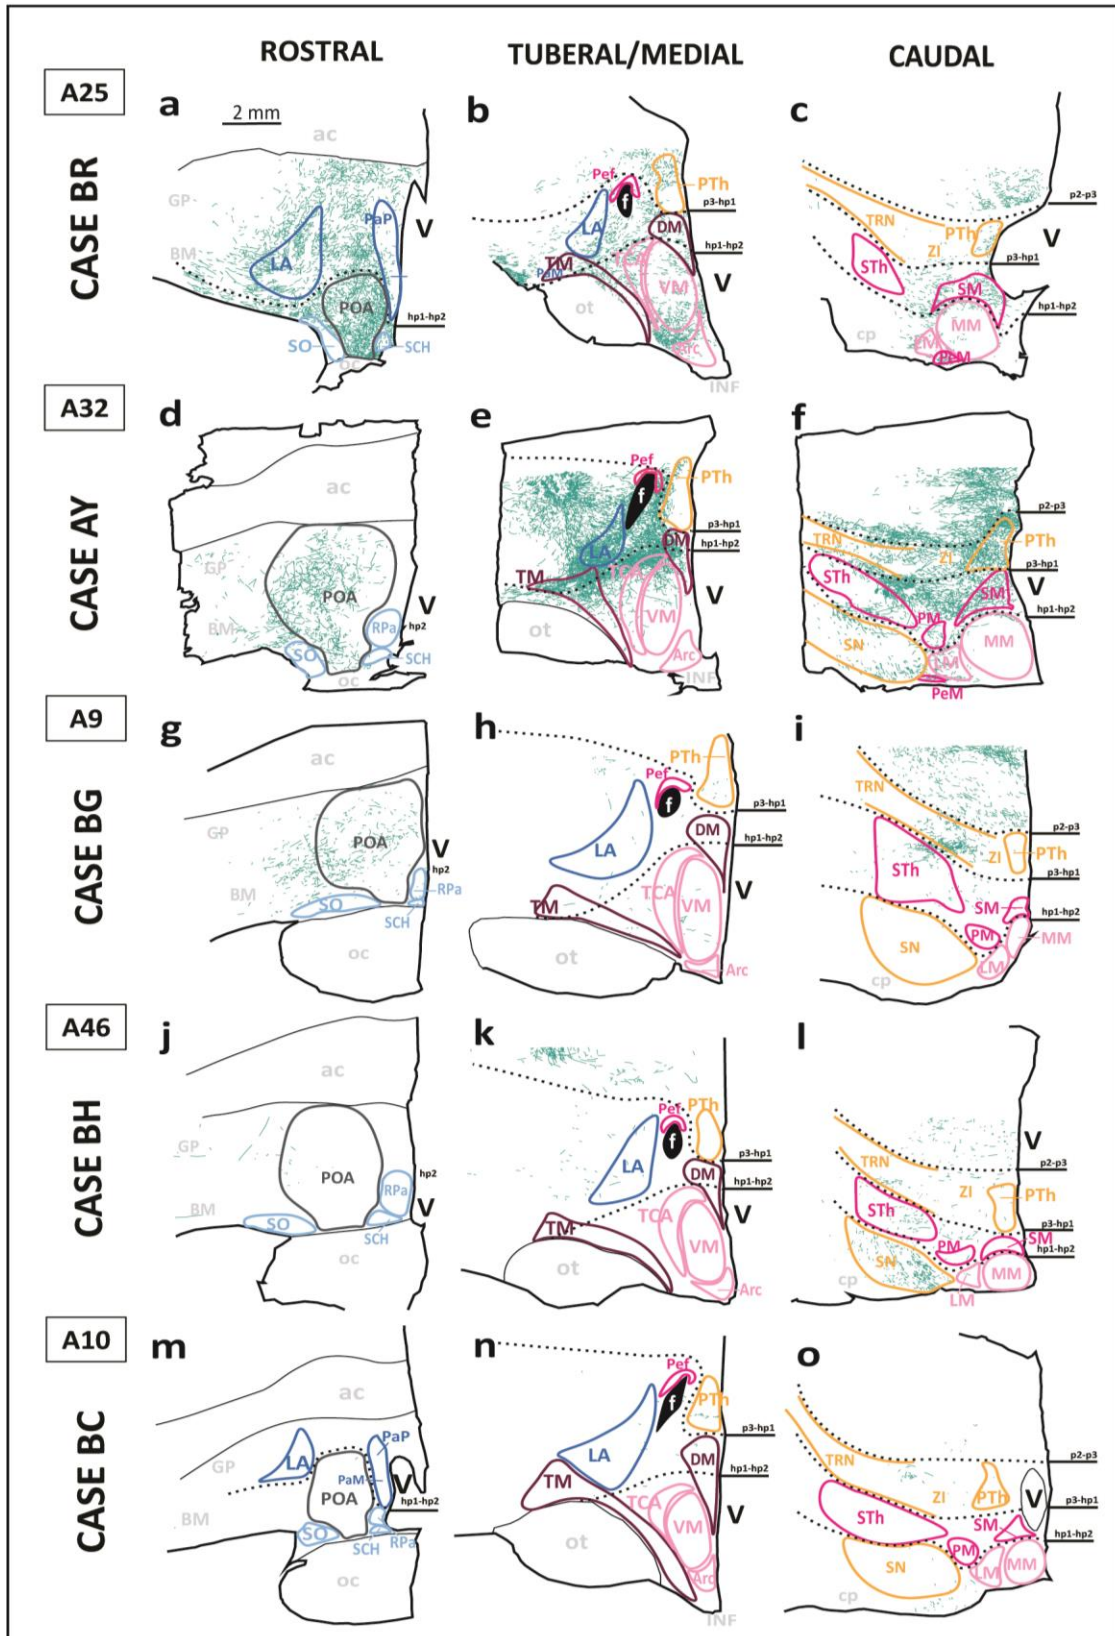 ROSTRAL TUBERAL/MEDIAL CAUDAL
A25
CASE BR
a
2 mm
ac
GP
BM
LA
PaP
V
POA
hp1-hp2
SO
SCH
oc
b
Pef
f
PTh
p3-hp1
LA
DM
hp1-hp2
TM
PaM
TCA
VM
V
ot
Arc
INF
c
p2-p3
TRN
ZI
PTh
V
p3-hp1
STh
SM
hp1-hp2
MM
cp
LM
PeM
A32
CASE AY
d
ac
GP
POA
BM
V
RPa
hp2
SO
SCH
oc
e
Pef
PTh
f
p3-hp1
LA
DM
hp1-hp2
TM
TCA
V
VM
ot
Arc
INF
f
p2-p3
TRN
ZI
PTh
p3-hp1
STh
V
SM
hp1-hp2
PM
SN
MM
LM
PeM
A9
CASE BG
g
ac
GP
POA
V
hp2
BM
RPa
SO
SCH
oc
h
PTh
Pef
f
p3-hp1
DM
hp1-hp2
LA
V
TM
TCA
VM
ot
Arc
i
TRN
p2-p3
ZI
PTh
STh
p3-hp1
SM
hp1-hp2
PM
MM
SN
LM
cp
A46
CASE BH
j
ac
GP
POA
hp2
RPa
BM
V
SO
SCH
oc
k
Pef
PTh
f
p3-hp1
LA
DM
hp1-hp2
TM
TCA
V
VM
ot
Arc
l
V
TRN
p2-p3
ZI
PTh
STh
p3-hp1
PM
SM
hp1-hp2
SN
MM
cp
LM
A10
CASE BC
m
ac
PaP
GP
LA
PaM
V
POA
hp1-hp2
BM
SO
SCH
RPa
oc
n
Pef
f
PTh
p3-hp1
LA
DM
hp1-hp2
TM
TCA
V
VM
ot
Arc
INF
o
p2-p3
TRN
ZI
PTh
V
p3-hp1
STh
SM
hp1-hp2
PM
SN
LM
MM
cp